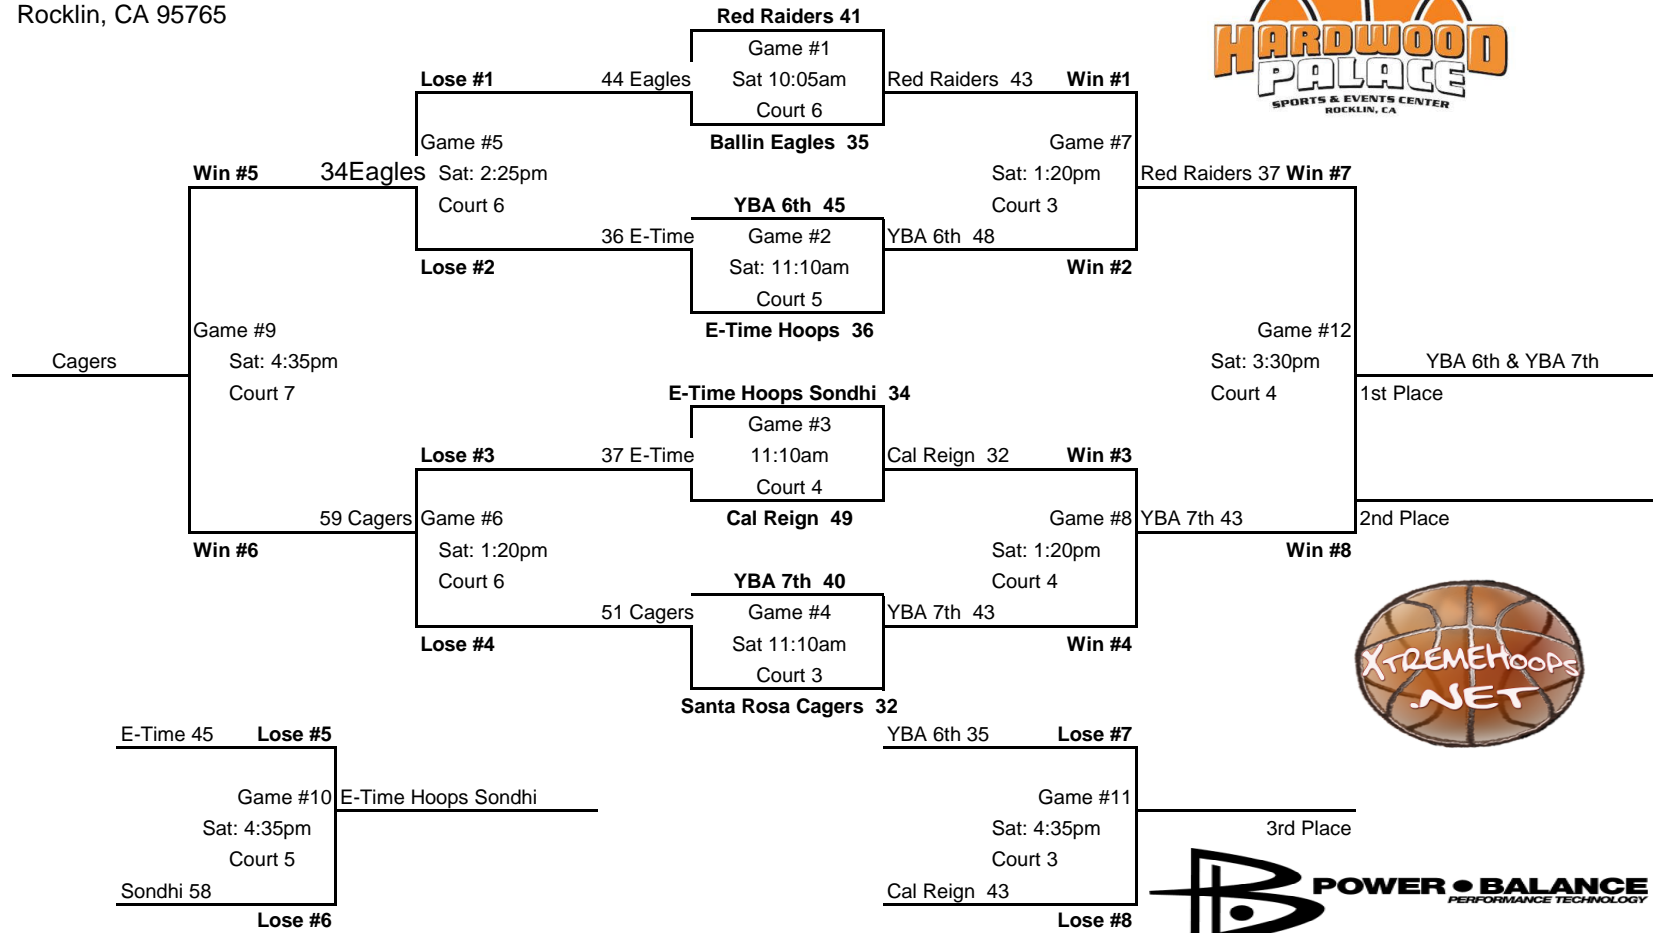 Rocklin, CA 95765
Red Raiders 41
HARDWOOD
PALACE
SPORTS & EVENTS CENTER
ROCKLIN, CA
Game #1
Lose #1 44 Eagles Sat 10:05am Red Raiders 43 Win #1
Court 6
Game #5 Ballin Eagles 35 Game #7
Win #5 34Eagles Sat: 2:25pm Sat: 1:20pm Red Raiders 37 Win #7
Court 6 YBA 6th 45 Court 3
36 E-Time Game #2 YBA 6th 48
Lose #2 Sat: 11:10am Win #2
Court 5
Game #9 E-Time Hoops 36 Game #12
Cagers Sat: 4:35pm Sat: 3:30pm YBA 6th & YBA 7th
Court 7 E-Time Hoops Sondhi 34 Court 4 1st Place
Game #3
Lose #3 37 E-Time 11:10am Cal Reign 32 Win #3
Court 4
59 Cagers Game #6 Cal Reign 49 Game #8 YBA 7th 43 2nd Place
Win #6 Sat: 1:20pm Sat: 1:20pm Win #8
Court 6 YBA 7th 40 Court 4
51 Cagers Game #4 YBA 7th 43
Lose #4 Sat 11:10am Win #4
Court 3
XTREMEHOOPS
.NET
Santa Rosa Cagers 32
E-Time 45 Lose #5 YBA 6th 35 Lose #7
Game #10 E-Time Hoops Sondhi Game #11
Sat: 4:35pm Sat: 4:35pm 3rd Place
Court 5 Court 3
Sondhi 58 Cal Reign 43
POWER BALANCE
PERFORMANCE TECHNOLOGY
Lose #6 Lose #8